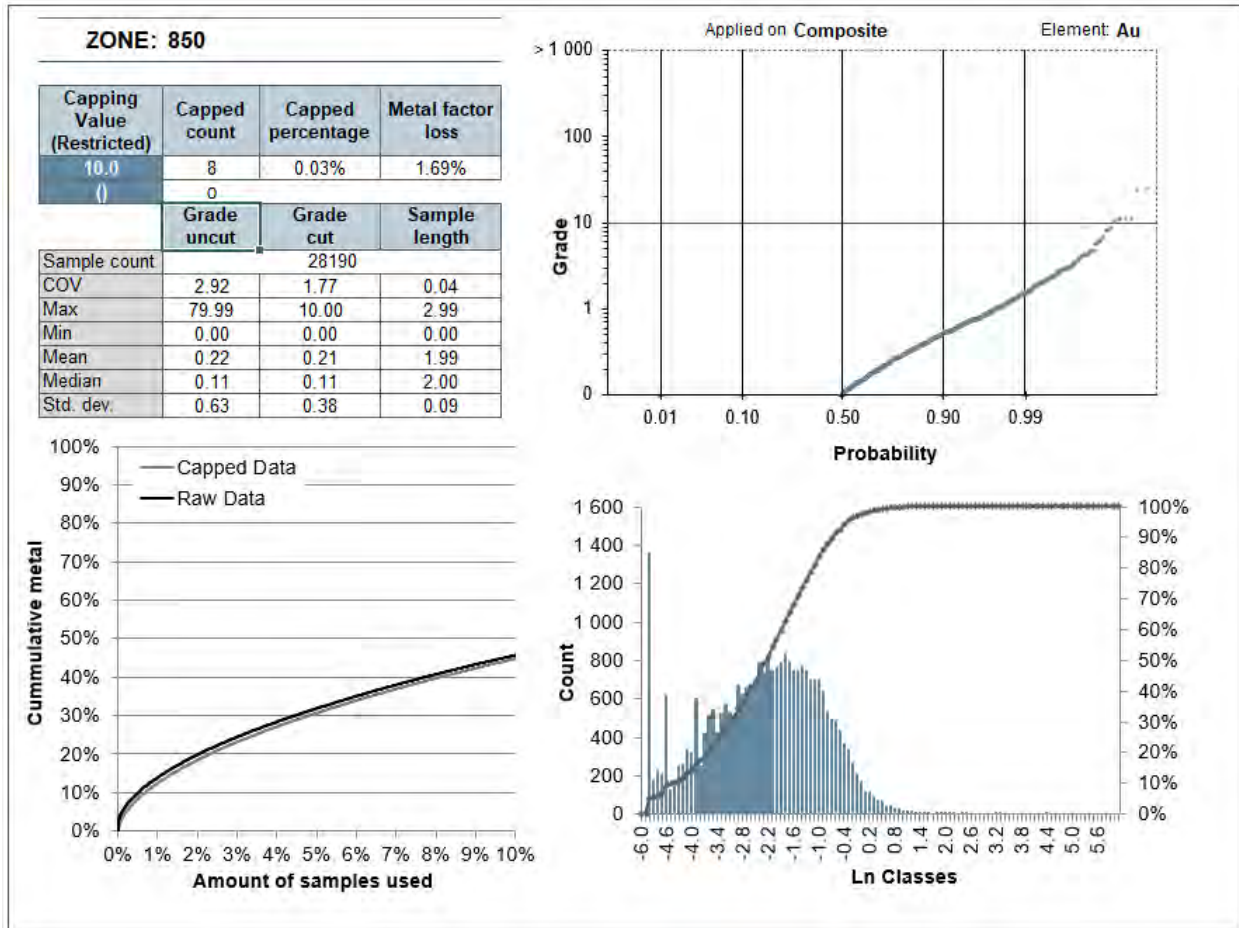 ZONE: 850
Capping Value (Restricted) Capped count Capped percentage Metal factor loss
10.0 8 0.03% 1.69%
() 0
Grade uncut Grade cut Sample length
Sample count 28190
COV 2.92 1.77 0.04
Max 79.99 10.00 2.99
Min 0.00 0.00 0.00
Mean 0.22 0.21 1.99
Median 0.11 0.11 2.00
Std. dev. 0.63 0.38 0.09
Applied on Composite Element: Au
> 1 000
100
10
1
0
Grade
0.01 0.10 0.50 0.90 0.99
Probability
100%
90%
80%
70%
60%
50%
40%
30%
20%
10%
0%
Capped Data
Raw Data
Cummulative metal
0% 1% 2% 3% 4% 5% 6% 7% 8% 9% 10%
Amount of samples used
1 600
1 400
1 200
1 000
800
600
400
200
0
Count
100%
90%
80%
70%
60%
50%
40%
30%
20%
10%
0%
-6.0 -4.6 -4.0 -3.4 -2.8 -2.2 -1.6 -1.0 -0.4 0.2 0.8 1.4 2.0 2.6 3.2 3.8 4.4 5.0 5.6
Ln Classes